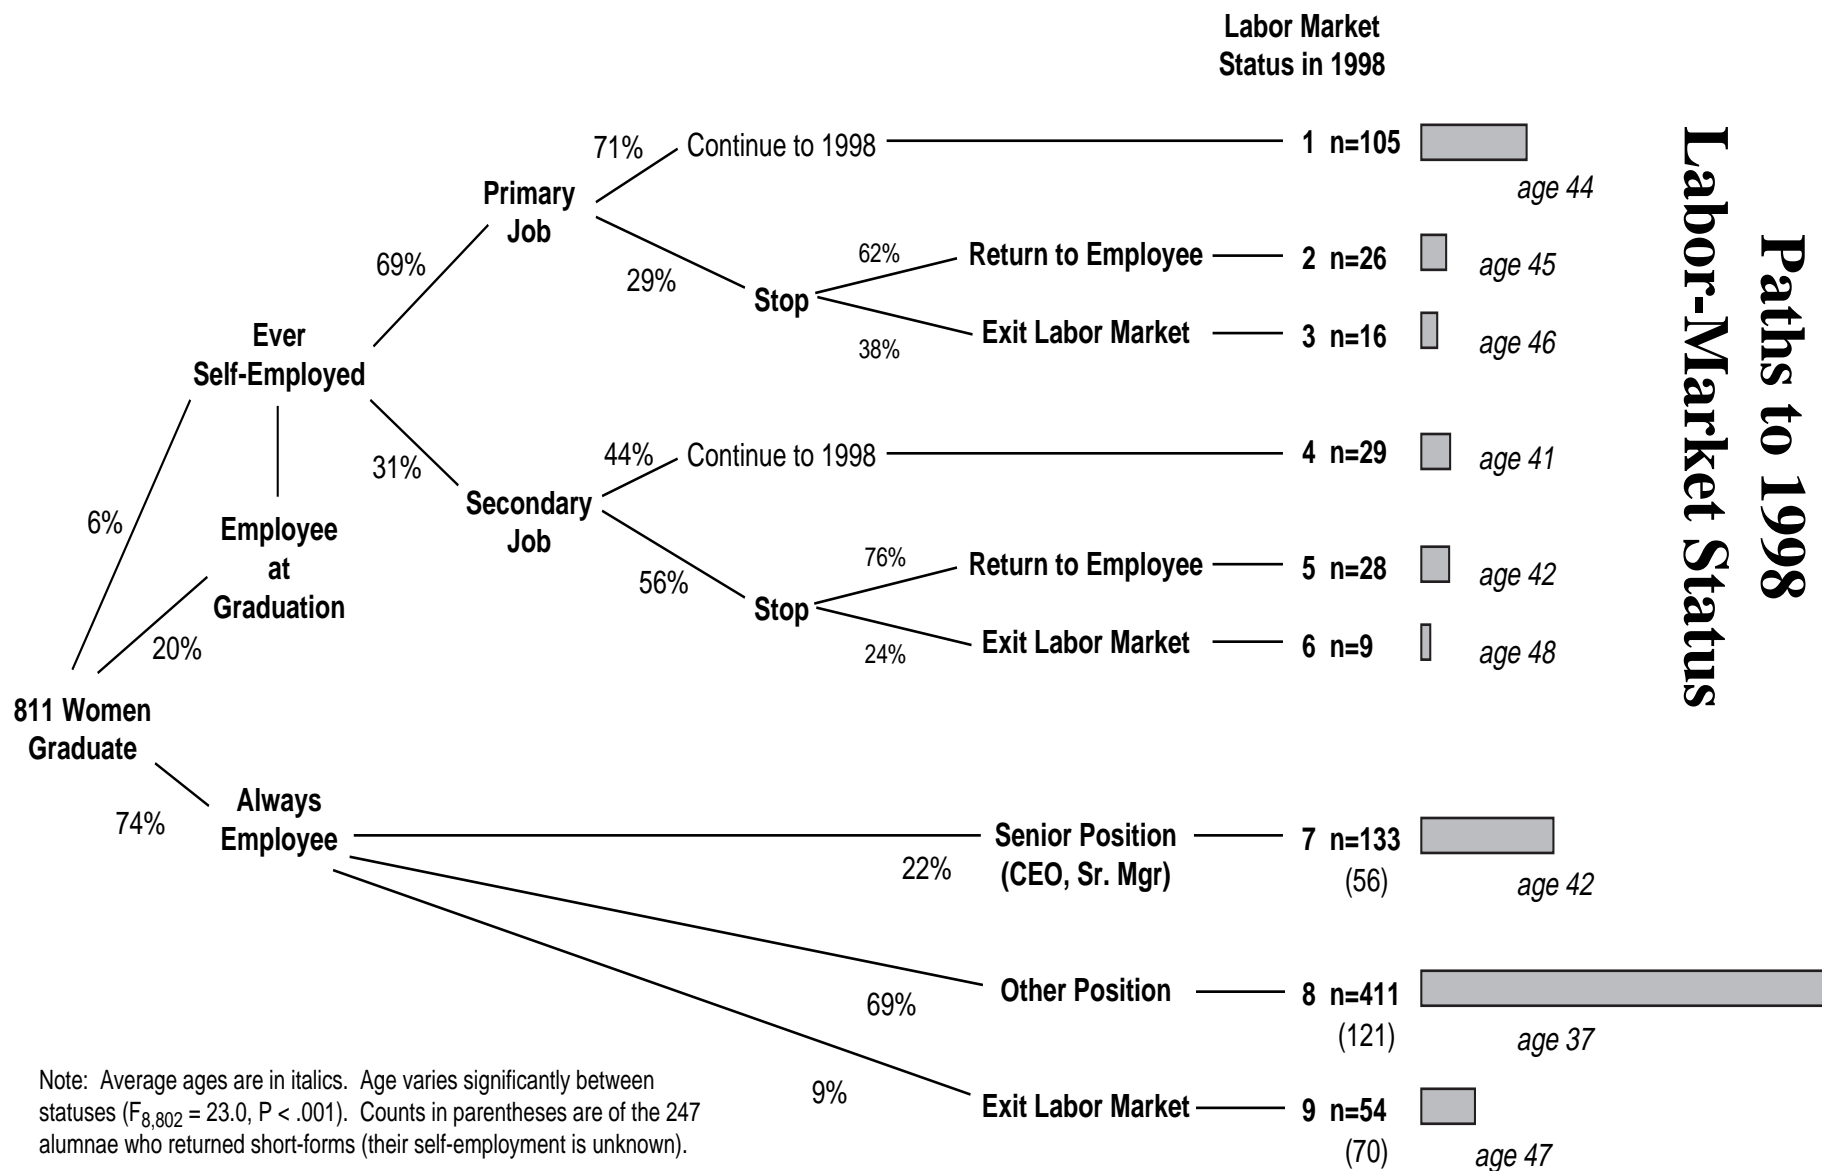 Labor Market
Status in 1998
Paths to 1998
Labor-Market Status
71%
Continue to 1998
1 n=105
age 44
Primary
Job
69%
29%
Stop
62%
Return to Employee
2 n=26
age 45
38%
Exit Labor Market
3 n=16
age 46
Ever
Self-Employed
31%
44%
Continue to 1998
4 n=29
age 41
Secondary
Job
56%
Stop
76%
Return to Employee
5 n=28
age 42
24%
Exit Labor Market
6 n=9
age 48
6%
Employee
at
Graduation
20%
811 Women
Graduate
74%
Always
Employee
22%
Senior Position
(CEO, Sr. Mgr)
7 n=133
(56)
age 42
69%
Other Position
8 n=411
(121)
age 37
9%
Exit Labor Market
9 n=54
(70)
age 47
Note: Average ages are in italics. Age varies significantly between
statuses (F8,802 = 23.0, P < .001). Counts in parentheses are of the 247
alumnae who returned short-forms (their self-employment is unknown).